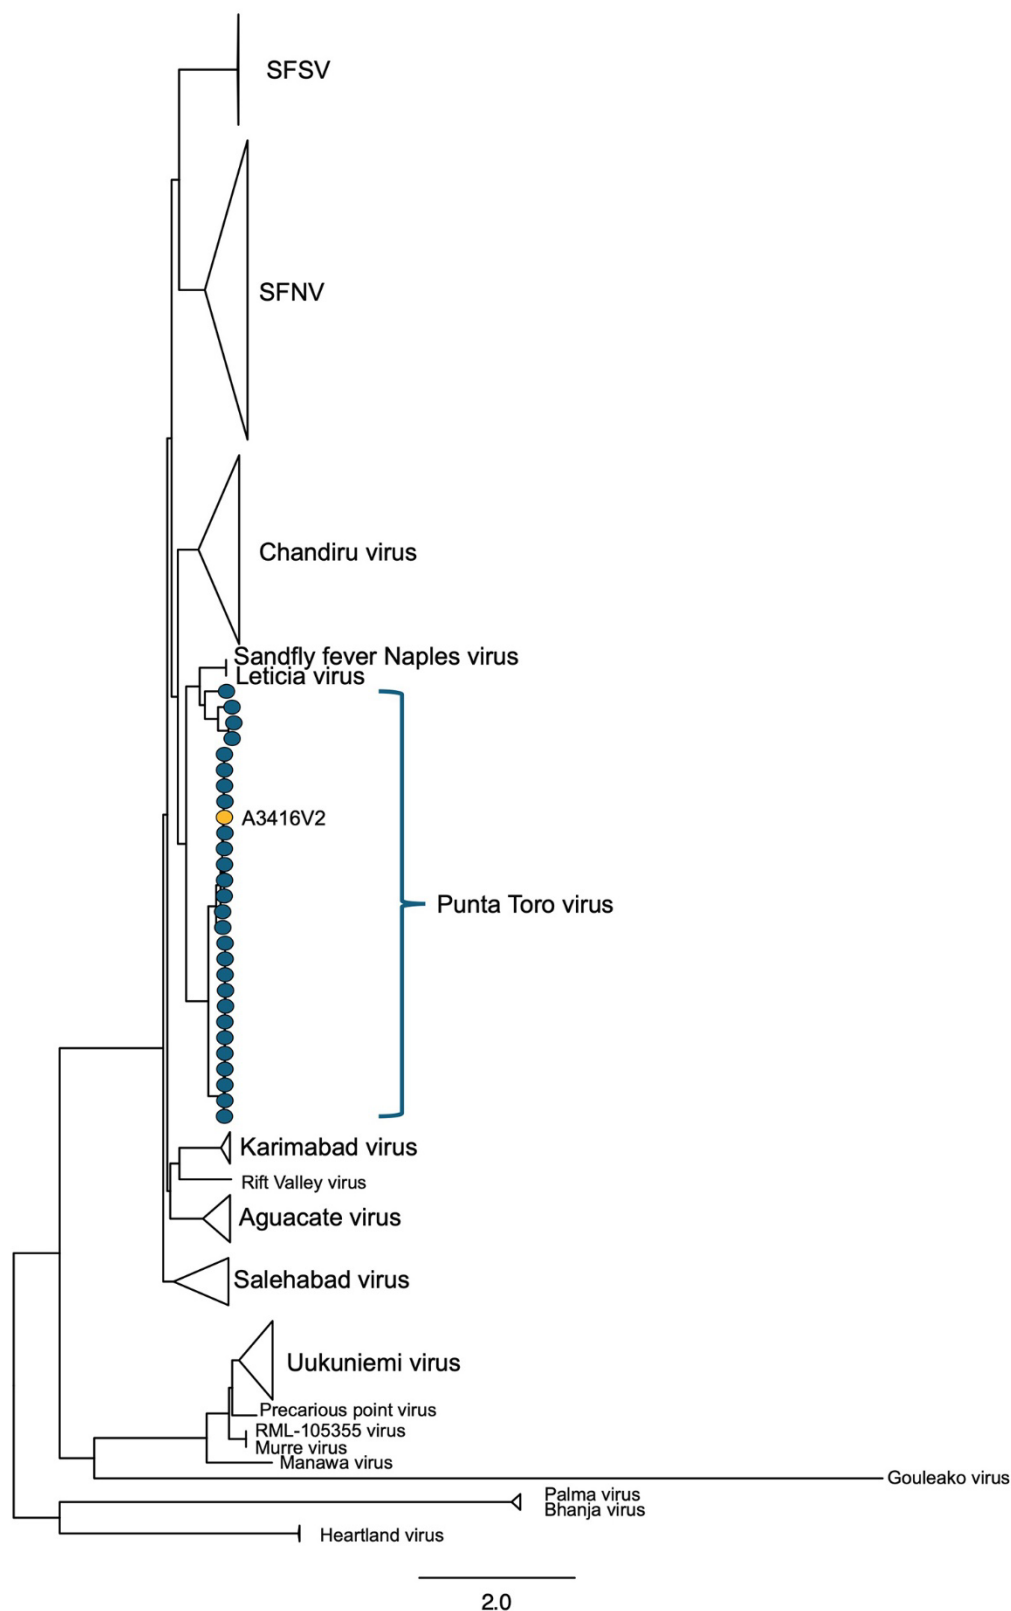 SFSV
SFNV
Chandiru virus
Sandfly fever Naples virus
Leticia virus
A3416V2
Punta Toro virus
Karimabad virus
Rift Valley virus
Aguacate virus
Salehabad virus
Uukuniemi virus
Precarious point virus
RML-105355 virus
Murre virus
Manawa virus
Gouleako virus
Palma virus
Bhanja virus
Heartland virus
2.0